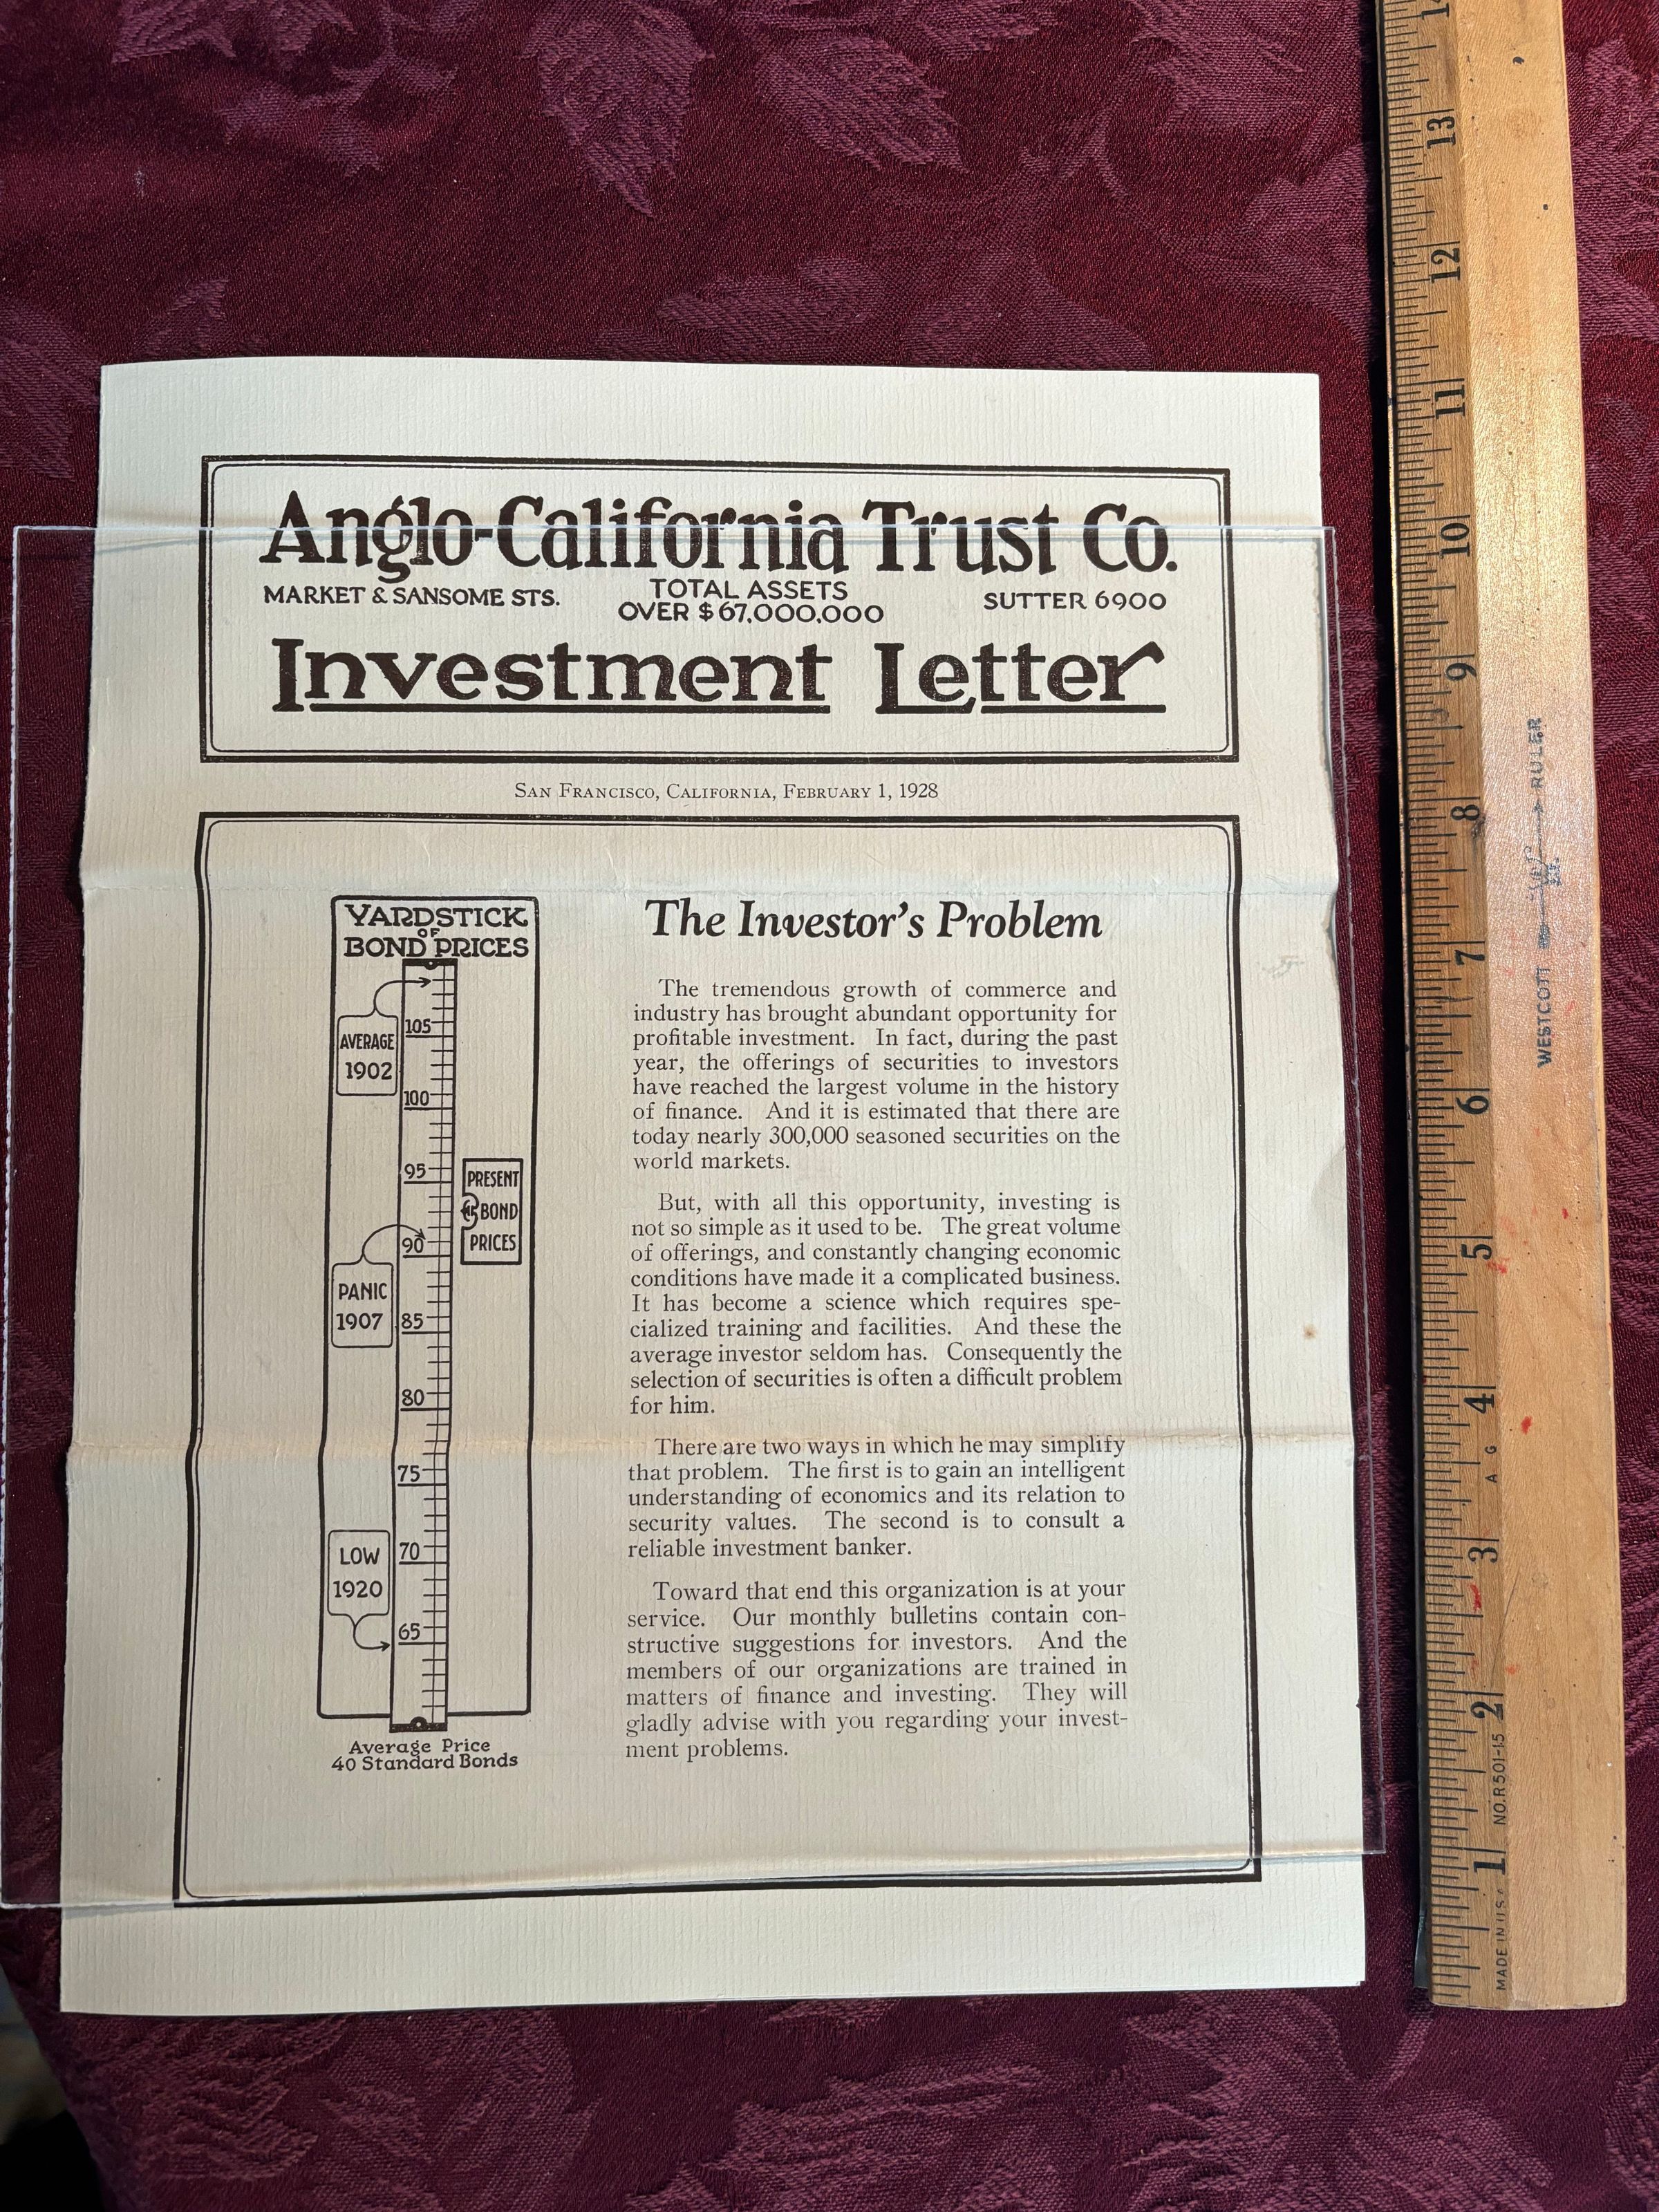 Anglo-California Trust Co.
MARKET & SANSOME STS.
TOTAL ASSETS
OVER $67,000,000
SUTTER 6900
Investment Letter
SAN FRANCISCO, CALIFORNIA, FEBRUARY 1, 1928
YARDSTICK
OF
BOND PRICES
AVERAGE
1902
105
100
95
90
PRESENT
BOND
PRICES
PANIC
1907
85
80
75
LOW
1920
70
65
Average Price
40 Standard Bonds
The Investor's Problem
The tremendous growth of commerce and
industry has brought abundant opportunity for
profitable investment. In fact, during the past
year, the offerings of securities to investors
have reached the largest volume in the history
of finance. And it is estimated that there are
today nearly 300,000 seasoned securities on the
world markets.
But, with all this opportunity, investing is
not so simple as it used to be. The great volume
of offerings, and constantly changing economic
conditions have made it a complicated business.
It has become a science which requires spe-
cialized training and facilities. And these the
average investor seldom has. Consequently the
selection of securities is often a difficult problem
for him.
There are two ways in which he may simplify
that problem. The first is to gain an intelligent
understanding of economics and its relation to
security values. The second is to consult a
reliable investment banker.
Toward that end this organization is at your
service. Our monthly bulletins contain con-
structive suggestions for investors. And the
members of our organizations are trained in
matters of finance and investing. They will
gladly advise with you regarding your invest-
ment problems.
MADE IN U.S.A.
NO. R501-15
A G
WESTCOTT
RULER
1
2
3
4
5
6
7
8
9
10
11
12
13